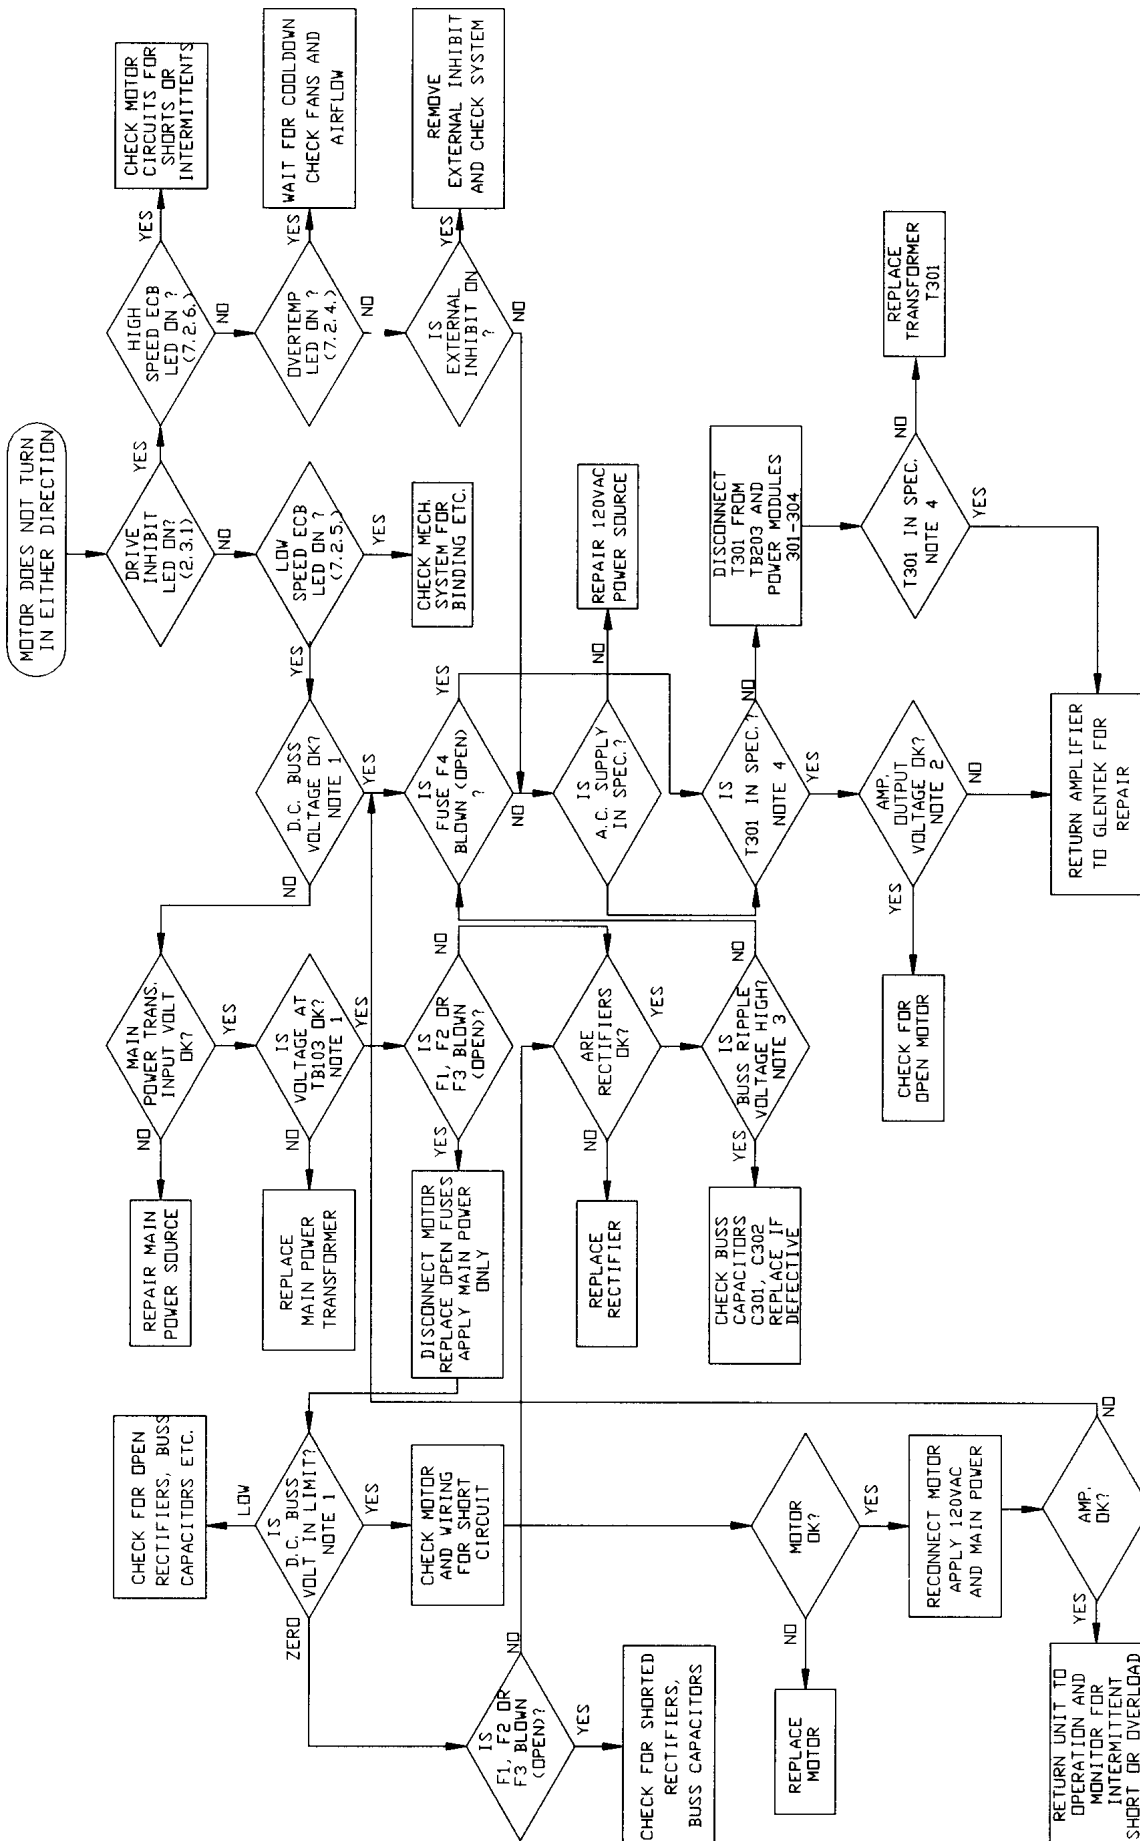 MOTOR DOES NOT TURN
IN EITHER DIRECTION
DRIVE
INHIBIT
LED ON?
(2.3.1)
YES
NO
HIGH
SPEED ECB
LED ON ?
(7.2.6.)
YES
NO
CHECK MOTOR
CIRCUITS FOR
SHORTS OR
INTERMITTENTS
OVERTEMP
LED ON ?
(7.2.4.)
YES
NO
WAIT FOR COOLDOWN
CHECK FANS AND
AIRFLOW
IS
EXTERNAL
INHIBIT ON
?
YES
NO
REMOVE
EXTERNAL INHIBIT
AND CHECK SYSTEM
LOW
SPEED ECB
LED ON ?
(7.2.5.)
YES
YES
CHECK MECH.
SYSTEM FOR
BINDING ETC.
D.C. BUSS
VOLTAGE OK?
NOTE 1
NO
YES
IS
FUSE F4
BLOWN (OPEN)
?
YES
NO
IS
A.C. SUPPLY
IN SPEC.?
NO
REPAIR 120VAC
POWER SOURCE
IS
T301 IN SPEC.?
NOTE 4
NO
YES
DISCONNECT
T301 FROM
TB203 AND
POWER MODULES
301-304
T301 IN SPEC.
NOTE 4
NO
YES
REPLACE
TRANSFORMER
T301
AMP.
OUTPUT
VOLTAGE OK?
NOTE 2
YES
NO
CHECK FOR
OPEN MOTOR
RETURN AMPLIFIER
TO GLENTEK FOR
REPAIR
MAIN
POWER TRANS.
INPUT VOLT
OK?
NO
YES
REPAIR MAIN
POWER SOURCE
IS
VOLTAGE AT
TB103 OK?
NOTE 1
NO
YES
REPLACE
MAIN POWER
TRANSFORMER
IS
F1, F2 OR
F3 BLOWN
(OPEN)?
YES
NO
DISCONNECT MOTOR
REPLACE OPEN FUSES
APPLY MAIN POWER
ONLY
ARE
RECTIFIERS
OK?
NO
YES
REPLACE
RECTIFIER
IS
BUSS RIPPLE
VOLTAGE HIGH?
NOTE 3
YES
NO
CHECK BUSS
CAPACITORS
C301, C302
REPLACE IF
DEFECTIVE
IS
D.C. BUSS
VOLT IN LIMIT?
NOTE 1
LOW
YES
ZERO
CHECK FOR OPEN
RECTIFIERS, BUSS
CAPACITORS ETC.
CHECK MOTOR
AND WIRING
FOR SHORT
CIRCUIT
IS
F1, F2 OR
F3 BLOWN
(OPEN)?
NO
YES
CHECK FOR SHORTED
RECTIFIERS,
BUSS CAPACITORS
MOTOR
OK?
NO
YES
REPLACE
MOTOR
RECONNECT MOTOR
APPLY 120VAC
AND MAIN POWER
AMP.
OK?
NO
YES
RETURN UNIT TO
OPERATION AND
MONITOR FOR
INTERMITTENT
SHORT OR OVERLOAD